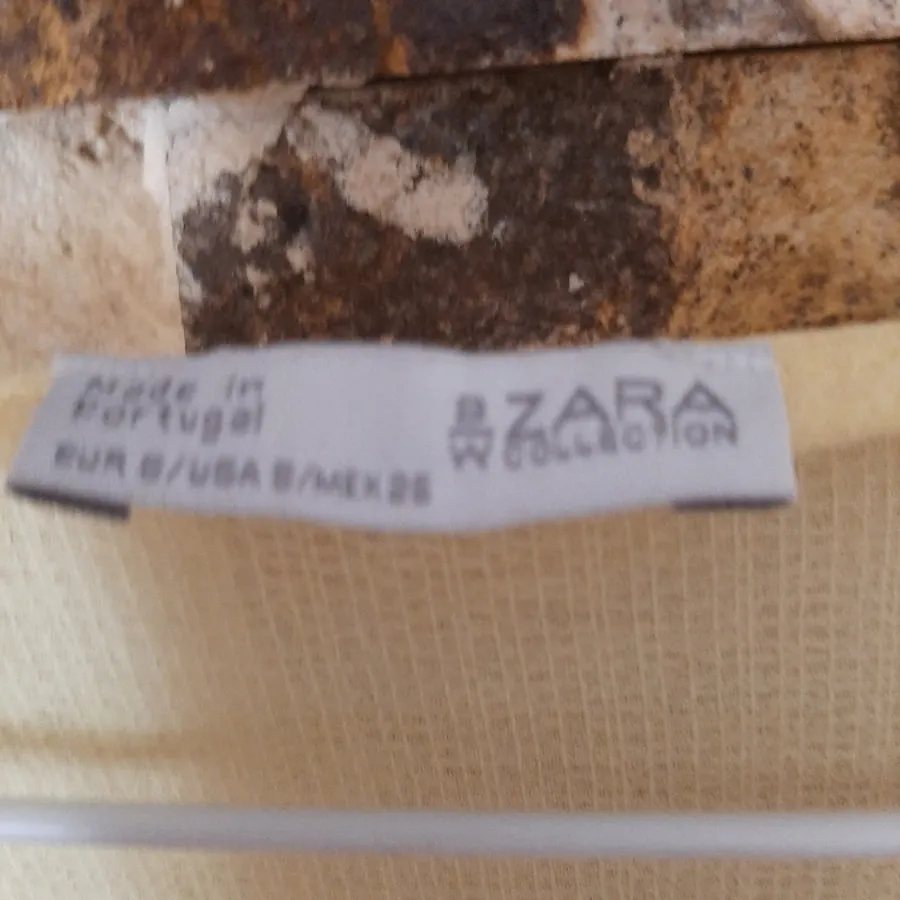 Made in
Portugal
EUR S/USA S/MEX 26
ZARA
W COLLECTION